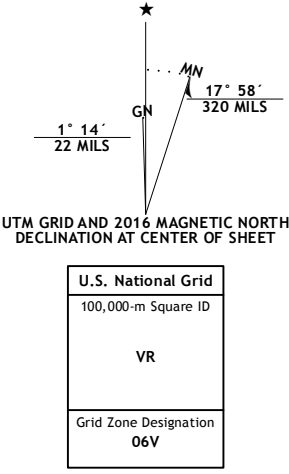 ★
MN
17° 58´
320 MILS
GN
1° 14´
22 MILS
UTM GRID AND 2016 MAGNETIC NORTH
DECLINATION AT CENTER OF SHEET
U.S. National Grid
100,000-m Square ID
VR
Grid Zone Designation
06V